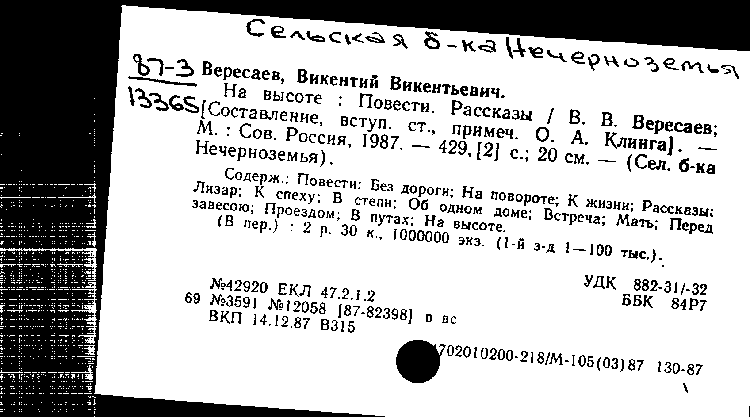 Сельская б-ка Нечерноземья
87-3 Вересаев, Викентий Викентьевич.
13365 На высоте : Повести. Рассказы / В. В. Вересаев;
[Составление, вступ. ст., примеч. О. А. Клинга]. —
М. : Сов. Россия, 1987. — 429, [2] с.; 20 см. — (Сел. б-ка
Нечерноземья).
Содерж.: Повести: Без дороги; На повороте; К жизни; Рассказы:
Лизар; К спеху; В степи; Об одном доме; Встреча; Мать; Перед
завесою; Проездом; В путах; На высоте.
(В пер.) : 2 р. 30 к., 1000000 экз. (1-й з-д 1—100 тыс.).
УДК 882-31/-32
ББК 84Р7
№42920 ЕКЛ 47.2.1.2
69 №3591 №12058 [87-82398] п вс
ВКП 14.12.87 В315
4702010200-218/М-105(03)87 130-87